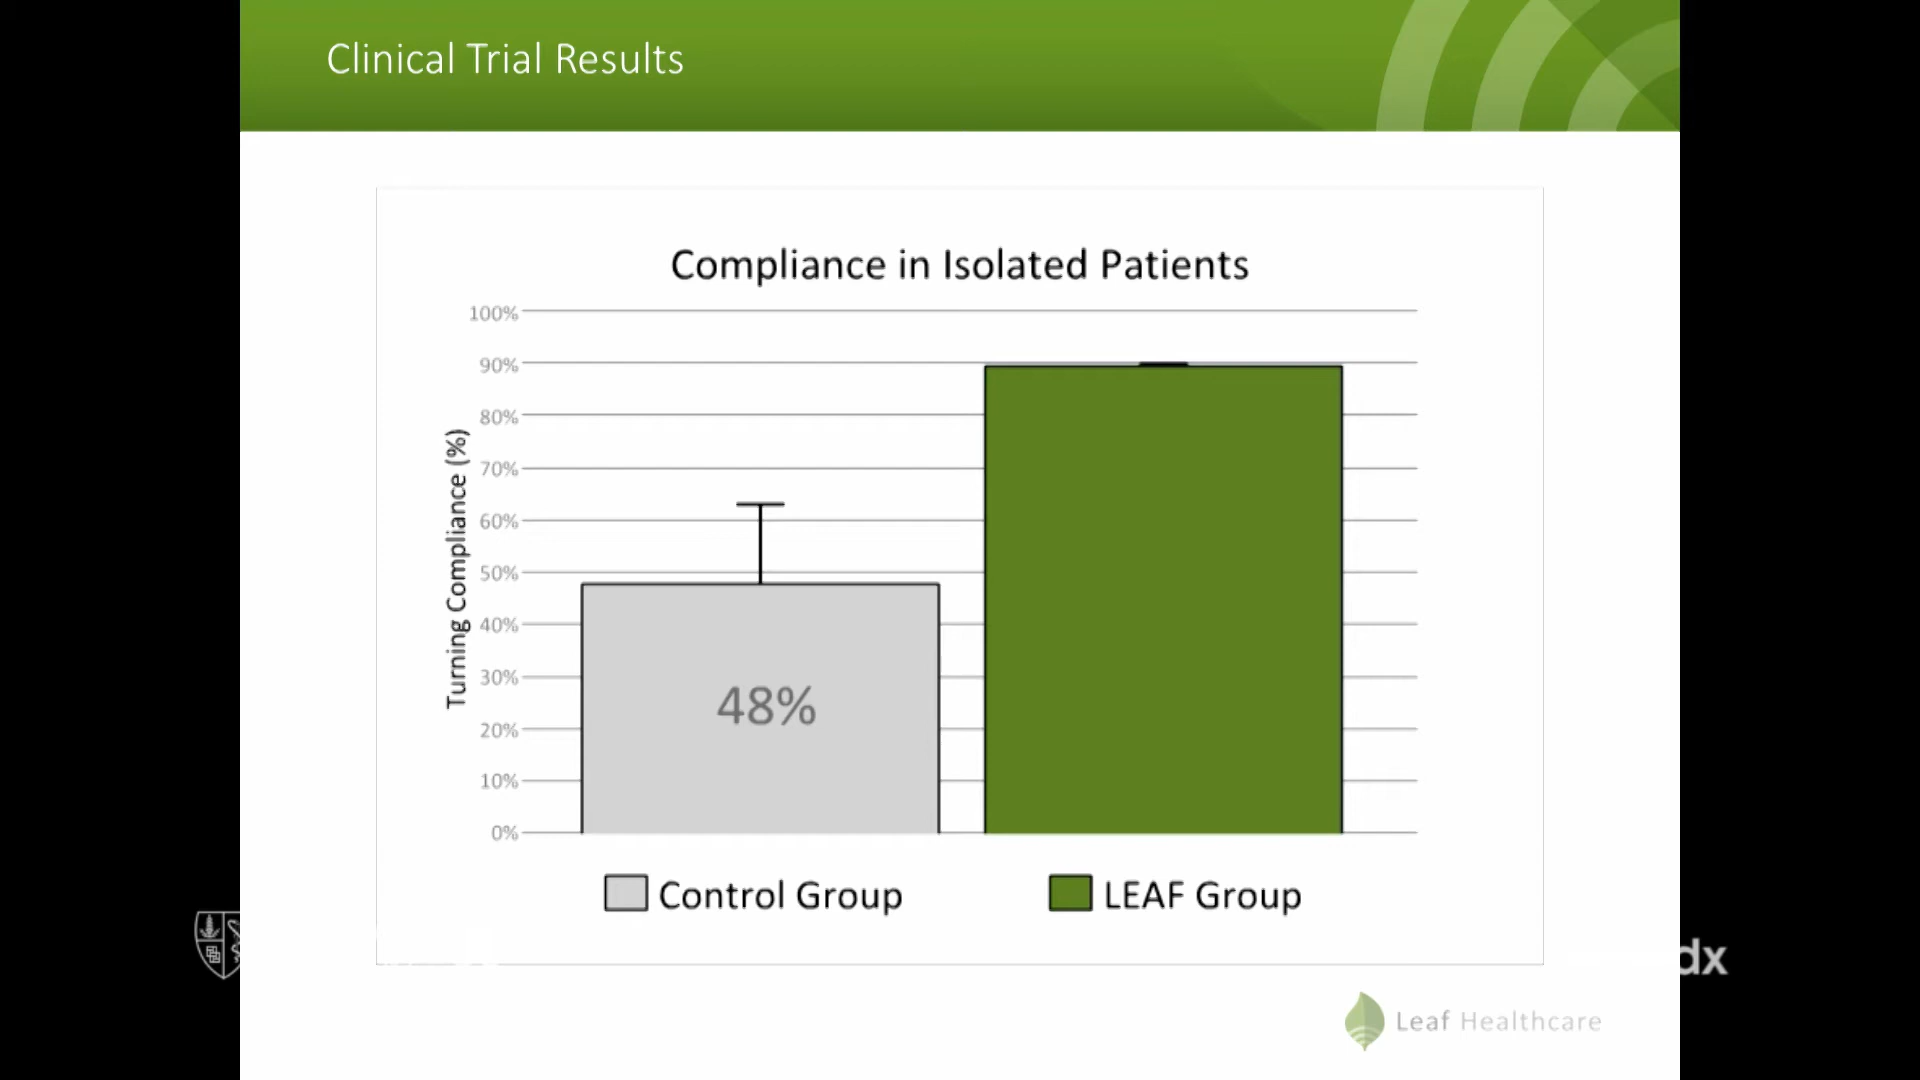 Clinical Trial Results
Compliance in Isolated Patients
Turning Compliance (%)
100%
90%
80%
70%
60%
50%
40%
30%
20%
10%
0%
48%
Control Group
LEAF Group
dx
Leaf Healthcare